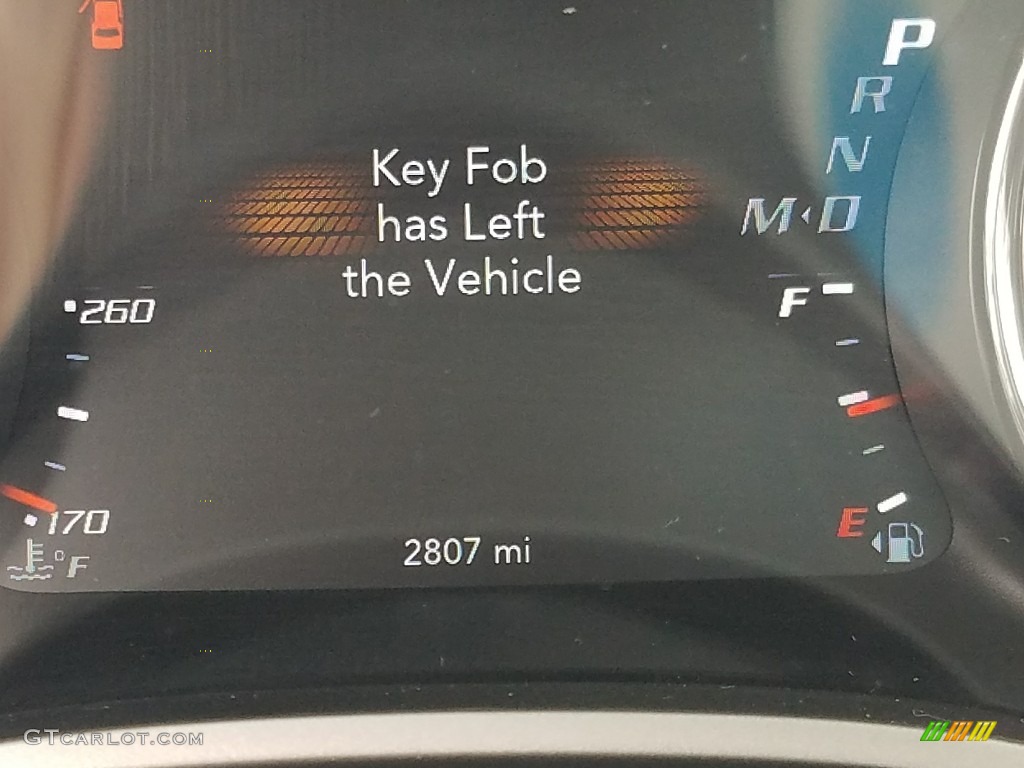 P
R
N
M D
Key Fob
has Left
the Vehicle
260
F
170
°F
E
2807 mi
GTcarlot.com